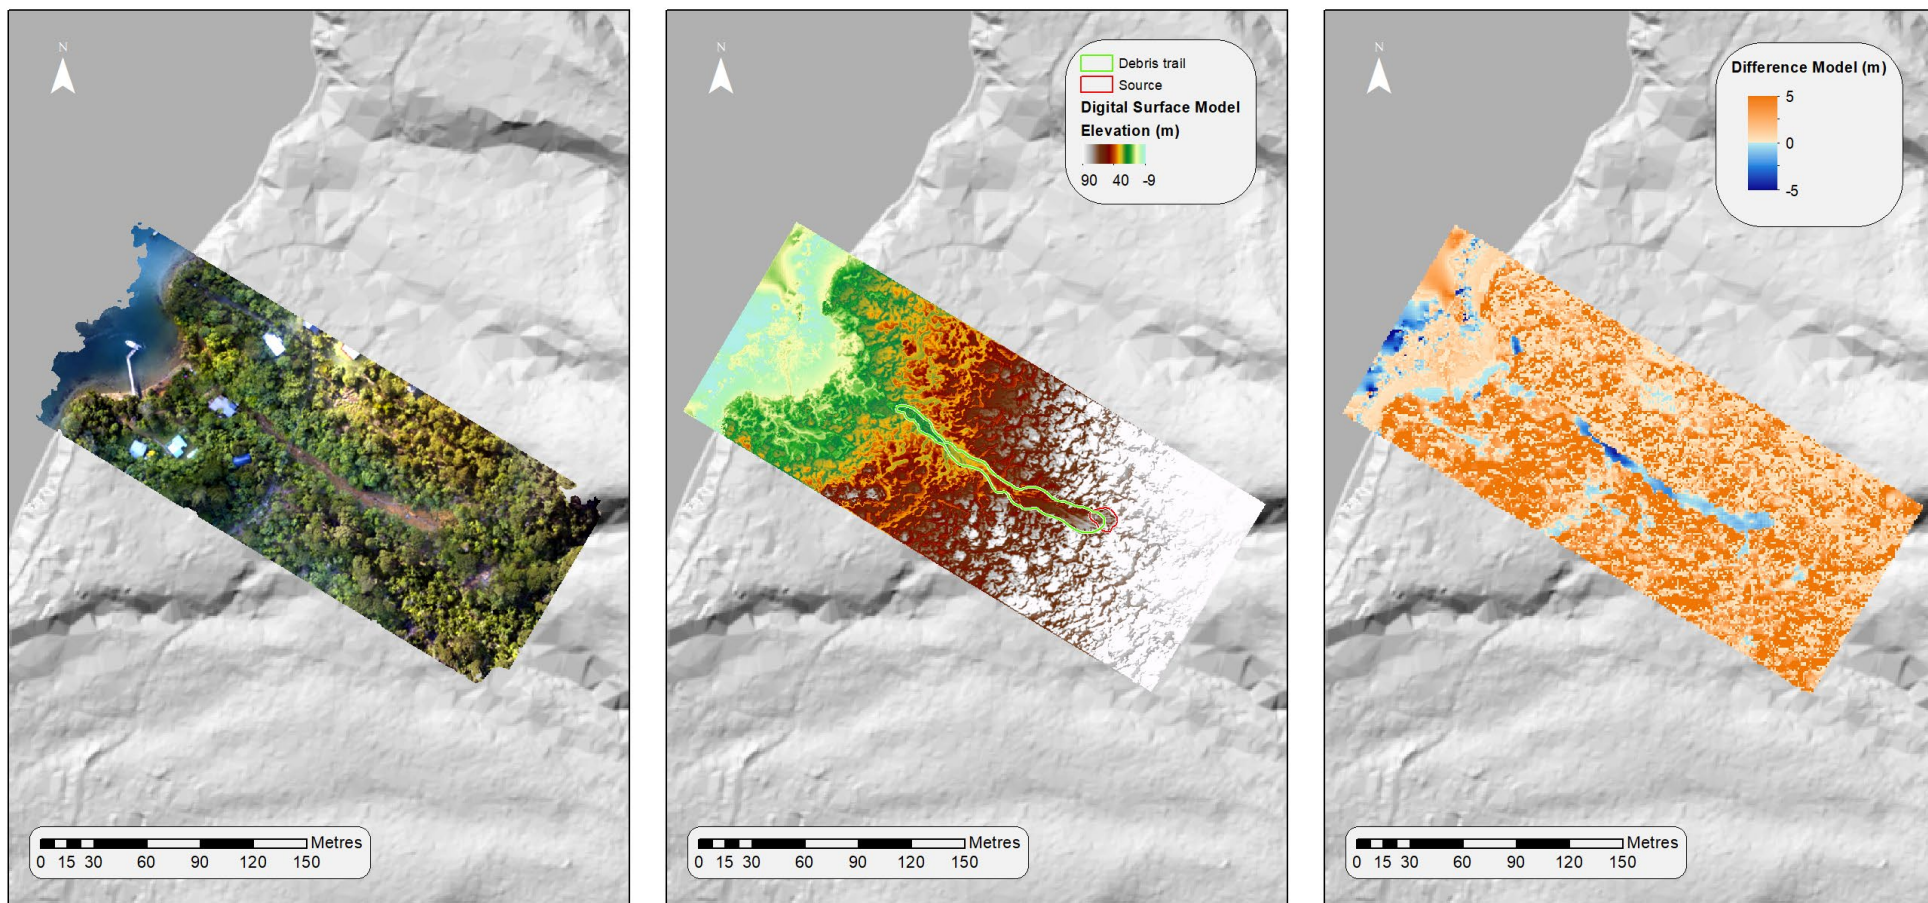 N
Metres
0 15 30 60 90 120 150
N
Debris trail
Source
Digital Surface Model
Elevation (m)
90 40 -9
Metres
0 15 30 60 90 120 150
N
Difference Model (m)
5
0
-5
Metres
0 15 30 60 90 120 150